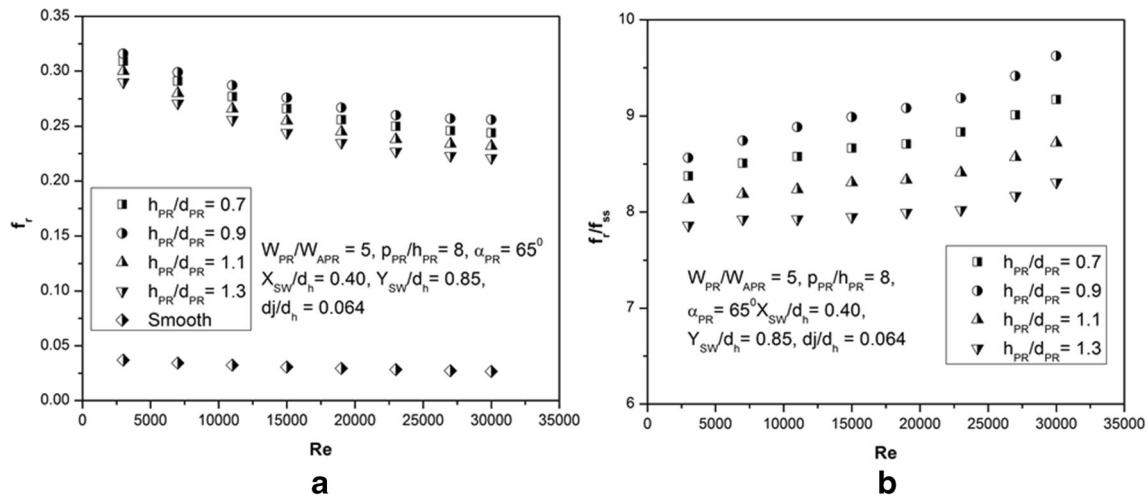 0.35
0.30
0.25
0.20
0.15
0.10
0.05
0.00
f_r
h_PR/d_PR = 0.7
h_PR/d_PR = 0.9
h_PR/d_PR = 1.1
h_PR/d_PR = 1.3
Smooth
W_PR/W_APR = 5, p_PR/h_PR = 8, α_PR = 65^0
X_SW/d_h = 0.40, Y_SW/d_h = 0.85,
dj/d_h = 0.064
0 5000 10000 15000 20000 25000 30000 35000
Re
a
10
9
8
7
6
f_r/f_ss
W_PR/W_APR = 5, p_PR/h_PR = 8,
α_PR = 65^0X_SW/d_h = 0.40,
Y_SW/d_h = 0.85, dj/d_h = 0.064
h_PR/d_PR = 0.7
h_PR/d_PR = 0.9
h_PR/d_PR = 1.1
h_PR/d_PR = 1.3
0 5000 10000 15000 20000 25000 30000 35000
Re
b